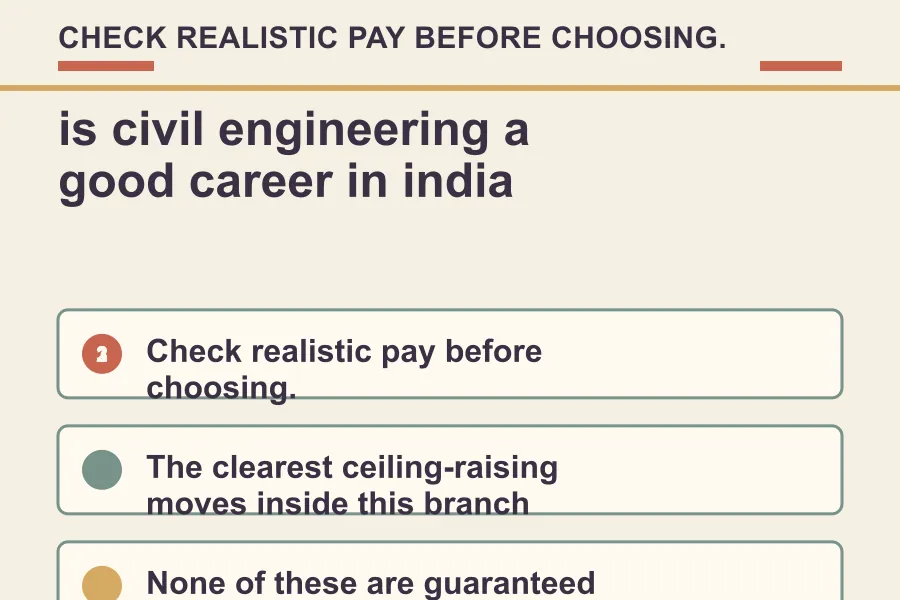 CHECK REALISTIC PAY BEFORE CHOOSING.
is civil engineering a
good career in india
Check realistic pay before
choosing.
The clearest ceiling-raising
moves inside this branch
None of these are guaranteed